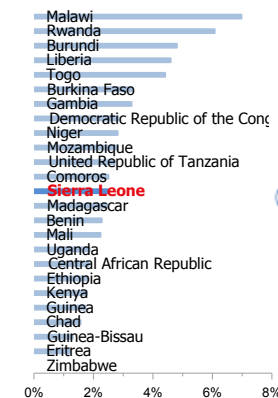 Malawi
Rwanda
Burundi
Liberia
Togo
Burkina Faso
Gambia
Democratic Republic of the Cong
Niger
Mozambique
United Republic of Tanzania
Comoros
Sierra Leone
Madagascar
Benin
Mali
Uganda
Central African Republic
Ethiopia
Kenya
Guinea
Chad
Guinea-Bissau
Eritrea
Zimbabwe
0% 2% 4% 6% 8%